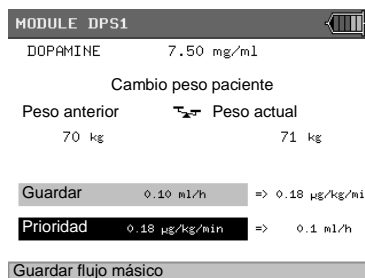 MODULE DPS1
DOPAMINE 7.50 mg/ml
Cambio peso paciente
Peso anterior Peso actual
70 kg 71 kg
Guardar 0.10 ml/h => 0.18 µg/kg/mi
Prioridad 0.18 µg/kg/min => 0.1 ml/h
Guardar flujo másico